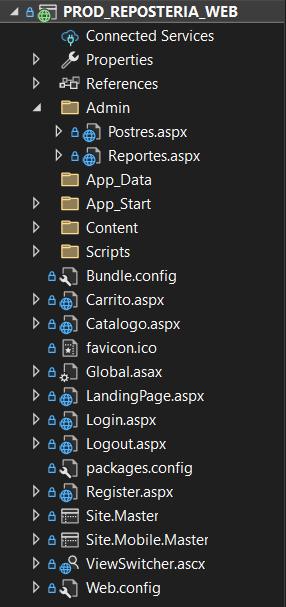 PROD_REPOSTERIA_WEB
Connected Services
Properties
References
Admin
Postres.aspx
Reportes.aspx
App_Data
App_Start
Content
Scripts
Bundle.config
Carrito.aspx
Catalogo.aspx
favicon.ico
Global.asax
LandingPage.aspx
Login.aspx
Logout.aspx
packages.config
Register.aspx
Site.Master
Site.Mobile.Master
ViewSwitcher.ascx
Web.config